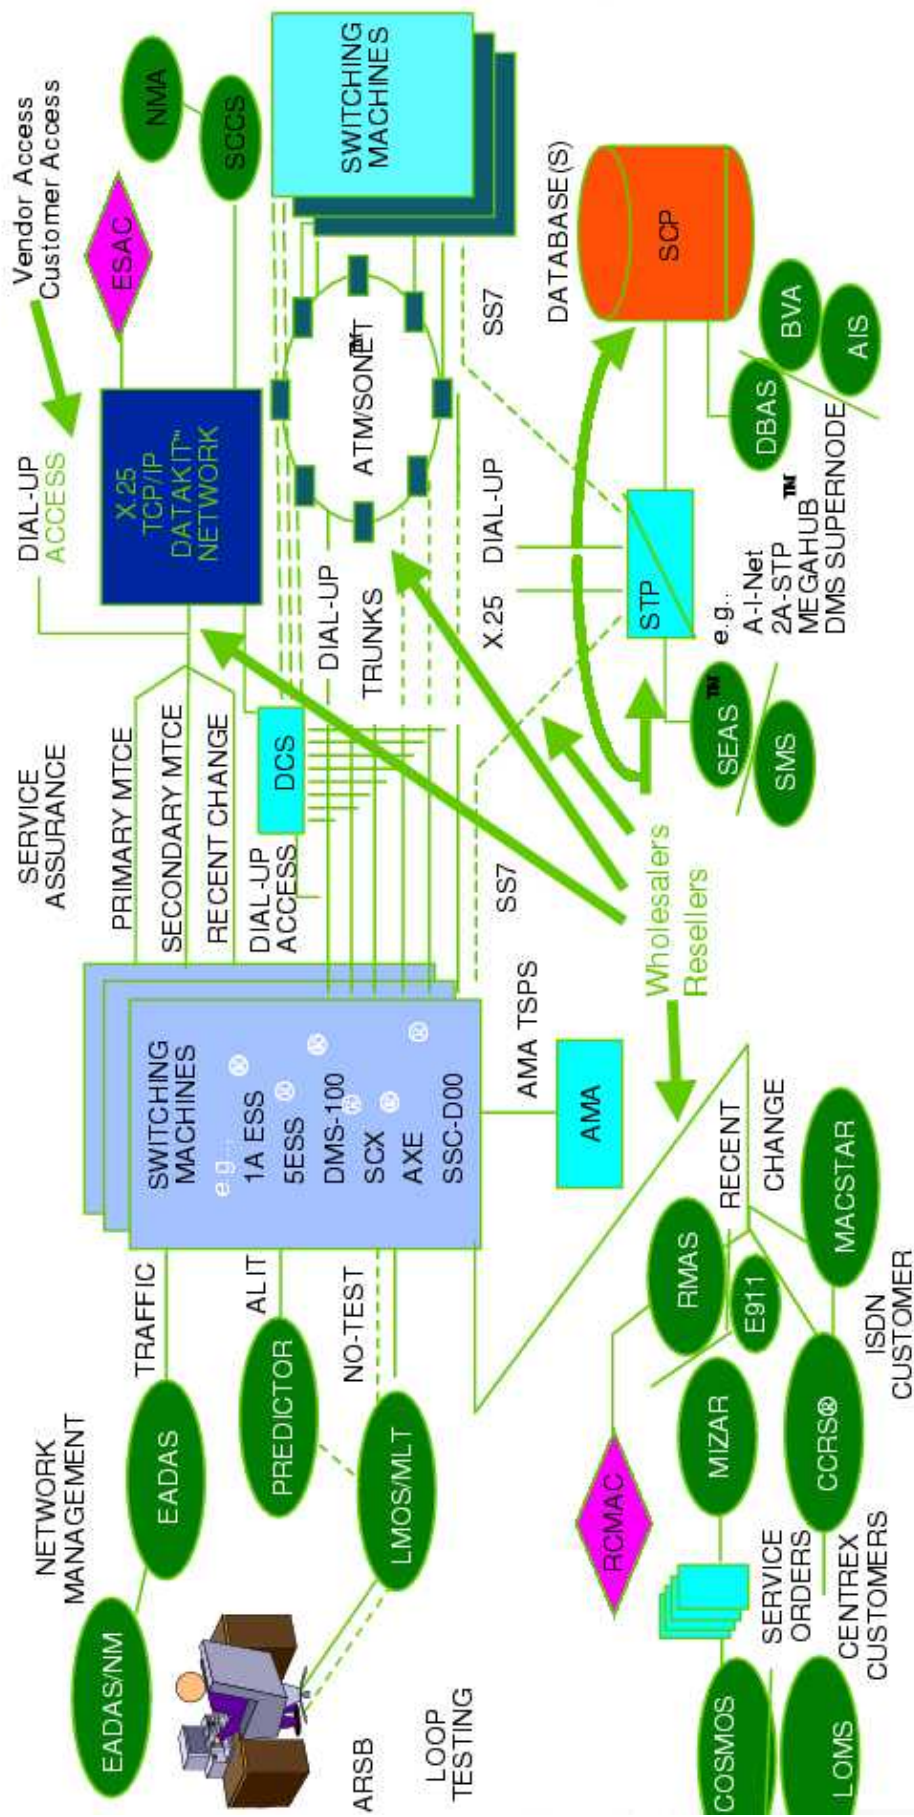 NETWORK
MANAGEMENT
EADAS/NM
EADAS
TRAFFIC
PREDICTOR
ALIT
NO-TEST
LMOS/MLT
ARSB
LOOP
TESTING
SWITCHING
MACHINES
e.g.,
1A ESS ®
5ESS ®
DMS-100 ®
SCX ®
AXE ®
SSC-D00 ®
SERVICE
ASSURANCE
PRIMARY MTCE
SECONDARY MTCE
RECENT CHANGE
DIAL-UP
ACCESS
DCS
DIAL-UP
ACCESS
Vendor Access
Customer Access
X.25
TCP/IP
DATAKIT™
NETWORK
ESAC
NMA
SCCS
SWITCHING
MACHINES
DIAL-UP
TRUNKS
ATM/SONET
TM
SS7
SS7
AMA TSPS
AMA
Wholesalers
Resellers
X.25
DIAL-UP
STP
e.g.,
A-I-Net
2A-STP
TM
MEGAHUB
DMS SUPERNODE
SEAS
TM
SMS
DATABASE(S)
SCP
DBAS
BVA
AIS
RCMAC
RMAS
E911
RECENT
CHANGE
MIZAR
MACSTAR
CCRS®
ISDN
CUSTOMER
COSMOS
LOMS
SERVICE
ORDERS
CENTREX
CUSTOMERS